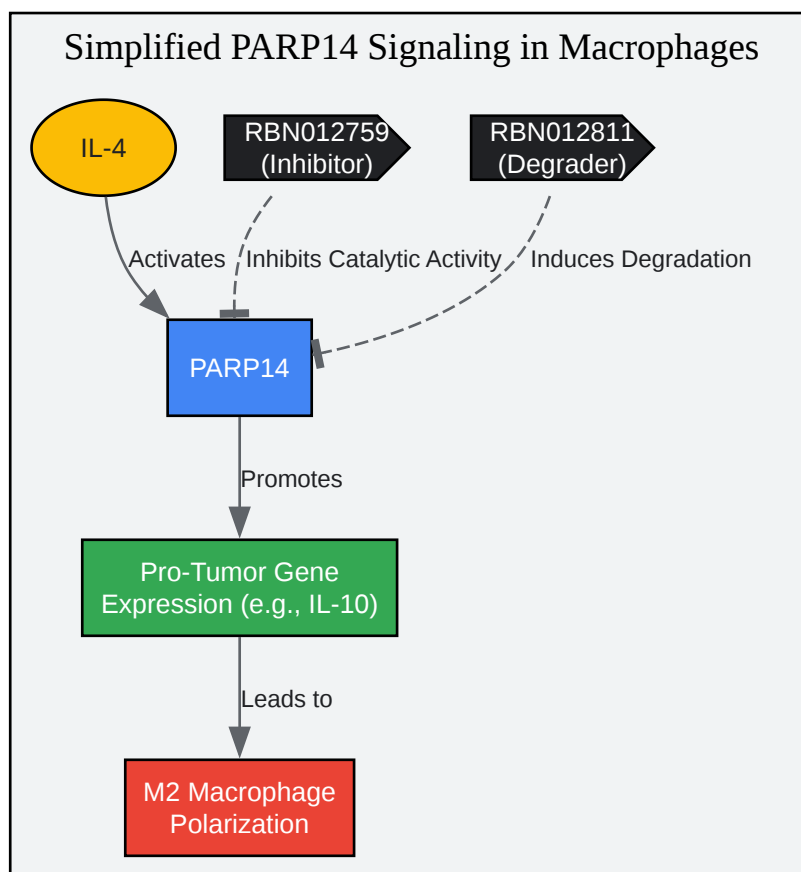 Simplified PARP14 Signaling in Macrophages
IL-4
RBN012759
(Inhibitor)
RBN012811
(Degrader)
Activates
Inhibits Catalytic Activity
Induces Degradation
PARP14
Promotes
Pro-Tumor Gene
Expression (e.g., IL-10)
Leads to
M2 Macrophage
Polarization